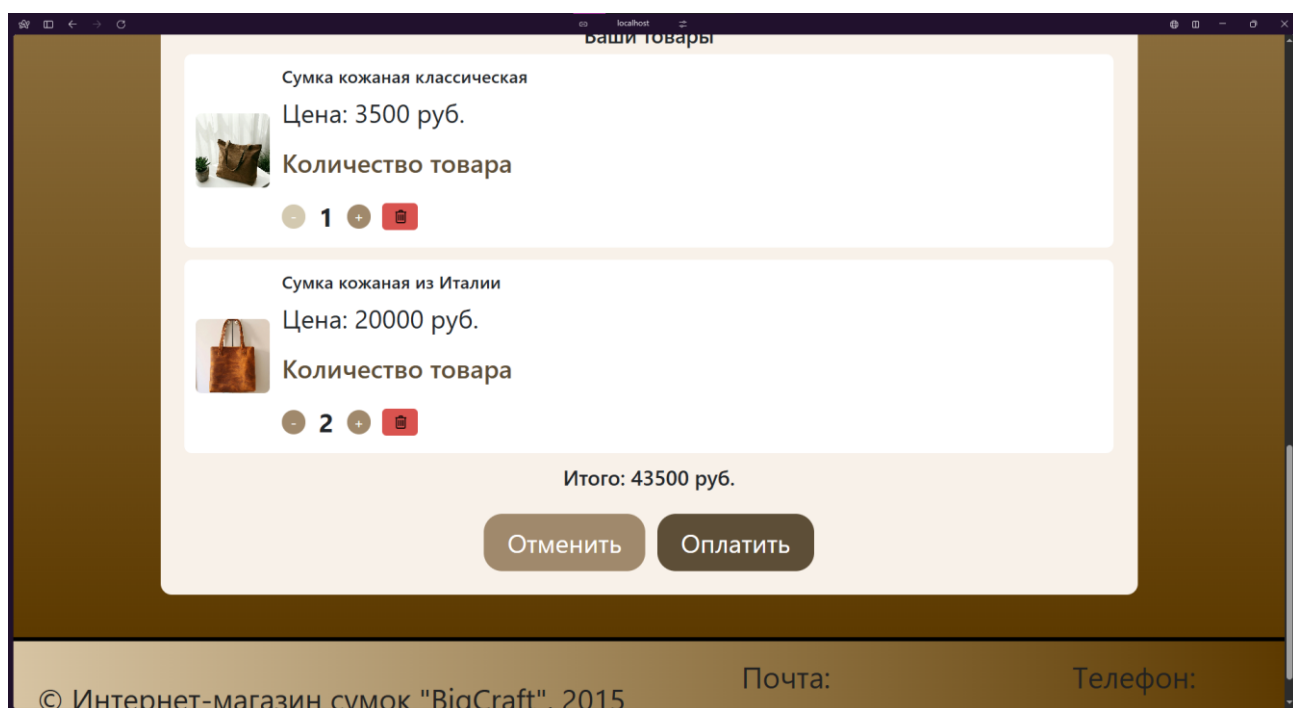 localhost
Ваши товары
Сумка кожаная классическая
Цена: 3500 руб.
Количество товара
- 1 +
Сумка кожаная из Италии
Цена: 20000 руб.
Количество товара
- 2 +
Итого: 43500 руб.
Отменить Оплатить
Почта: Телефон:
© Интернет-магазин сумок "BigCraft", 2015